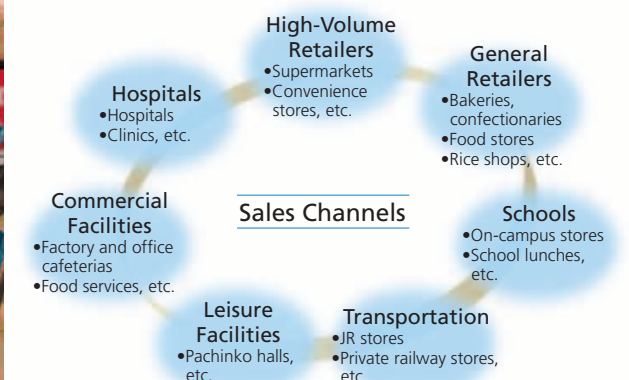 High-Volume
Retailers
•Supermarkets
•Convenience
stores, etc.
General
Retailers
•Bakeries,
confectionaries
•Food stores
•Rice shops, etc.
Hospitals
•Hospitals
•Clinics, etc.
Sales Channels
Commercial
Facilities
•Factory and office
cafeterias
•Food services, etc.
Schools
•On-campus stores
•School lunches,
etc.
Leisure
Facilities
•Pachinko halls,
etc.
Transportation
•JR stores
•Private railway stores,
etc.